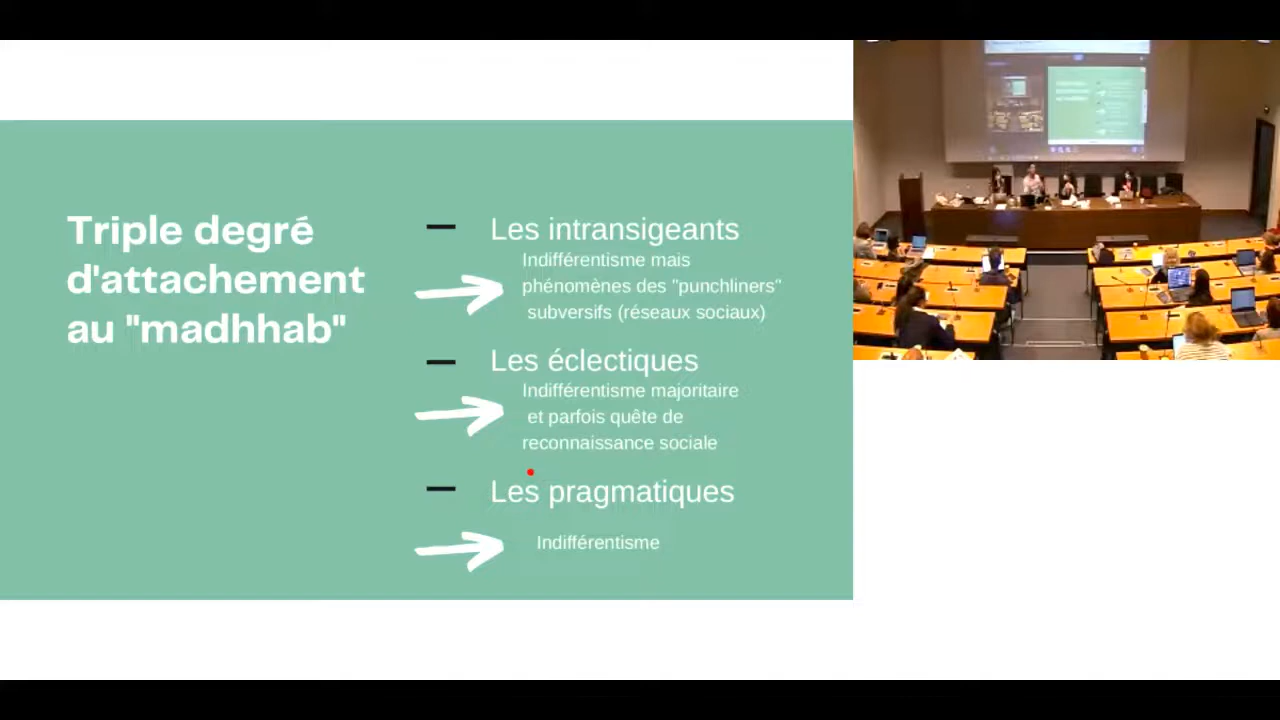 Triple degré
d'attachement
au "madhhab"
Les intransigeants
Indifférentisme mais
phénomènes des "punchliners"
subversifs (réseaux sociaux)
Les éclectiques
Indifférentisme majoritaire
et parfois quête de
reconnaissance sociale
Les pragmatiques
Indifférentisme